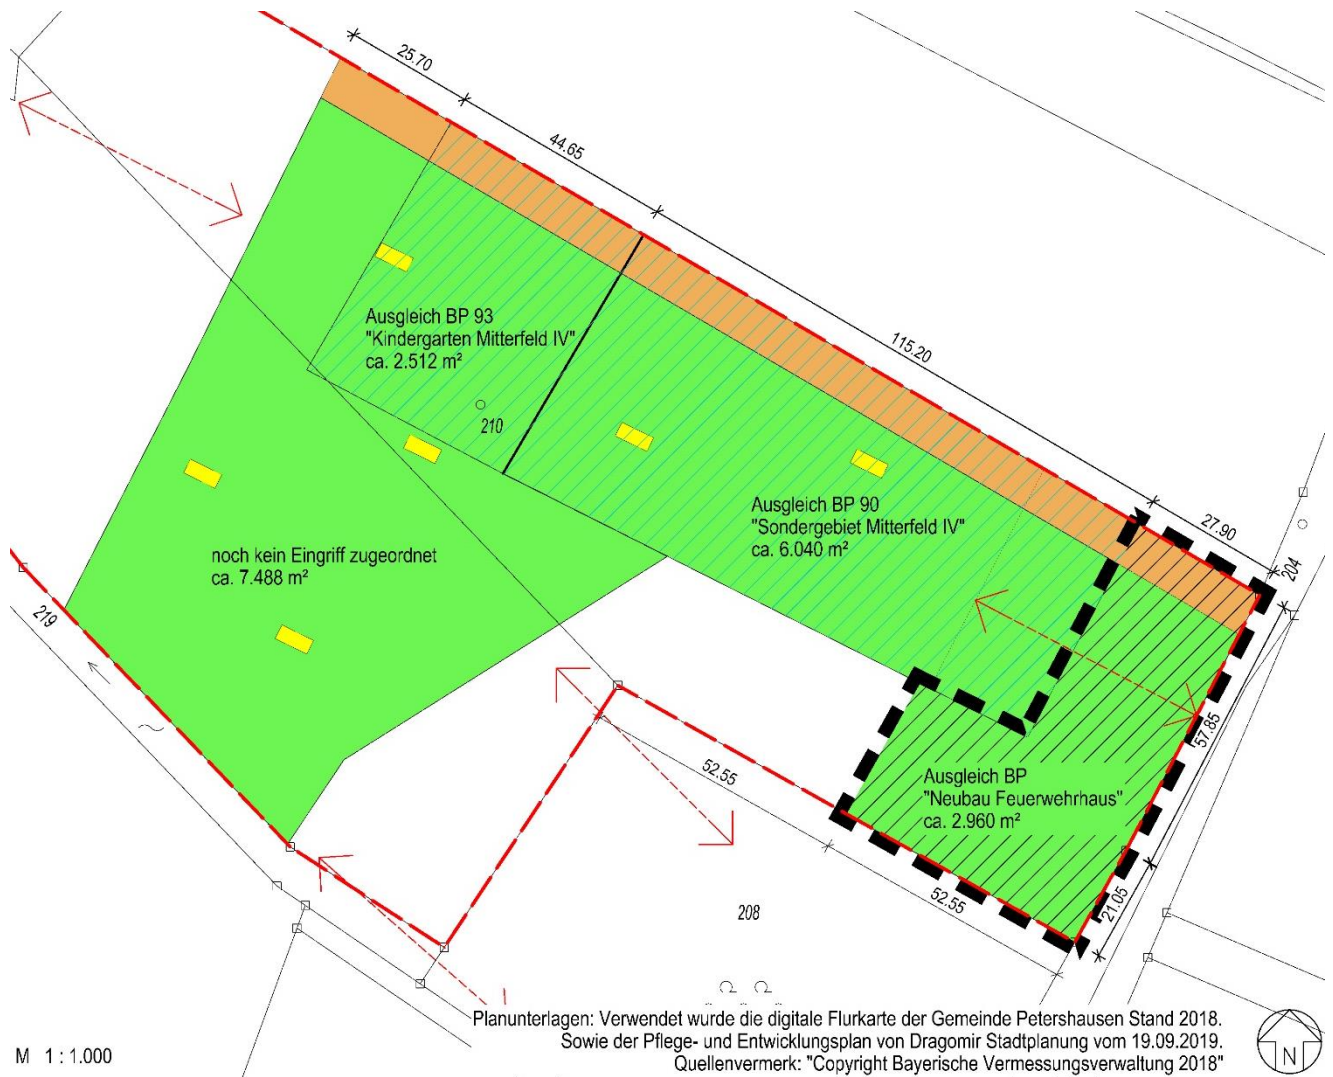 25.70
44.65
115.20
27.90
204
57.85
21.05
52.55
52.55
Ausgleich BP 93
"Kindergarten Mitterfeld IV"
ca. 2.512 m²
210
Ausgleich BP 90
"Sondergebiet Mitterfeld IV"
ca. 6.040 m²
noch kein Eingriff zugeordnet
ca. 7.488 m²
219
Ausgleich BP
"Neubau Feuerwehrhaus"
ca. 2.960 m²
208
Planunterlagen: Verwendet wurde die digitale Flurkarte der Gemeinde Petershausen Stand 2018.
Sowie der Pflege- und Entwicklungsplan von Dragomir Stadtplanung vom 19.09.2019.
Quellenvermerk: "Copyright Bayerische Vermessungsverwaltung 2018"
M 1 : 1.000
N